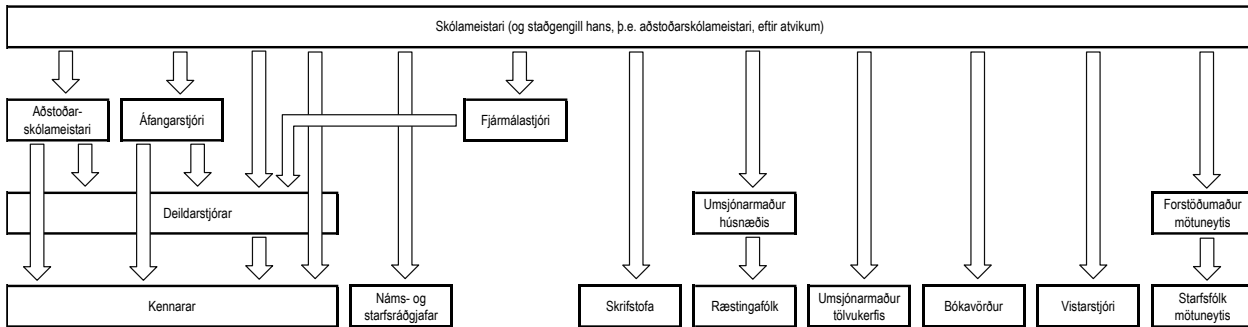 Skólameistari (og staðgengill hans, þ.e. aðstoðarskólameistari, eftir atvikum)
Aðstoðar-
skólameistari
Áfangarstjóri
Fjármálastjóri
Deildarstjórar
Umsjónarmaður
húsnæðis
Forstöðumaður
mötuneytis
Kennarar
Náms- og
starfsráðgjafar
Skrifstofa
Ræstingafólk
Umsjónarmaður
tölvukerfis
Bókavörður
Vistarstjóri
Starfsfólk
mötuneytis